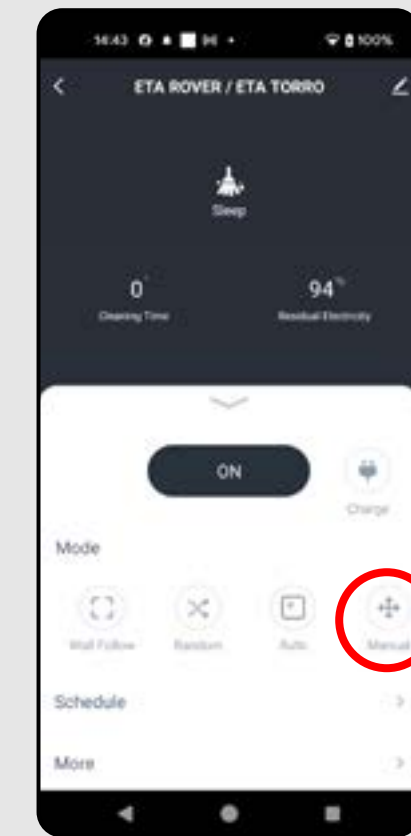 14:43 100%
ETA ROVER / ETA TORRO
Sleep
0 94
Cleaning Time Residual Electricity
ON
Charge
Mode
Wall Follow Random Auto Manual
Schedule
More